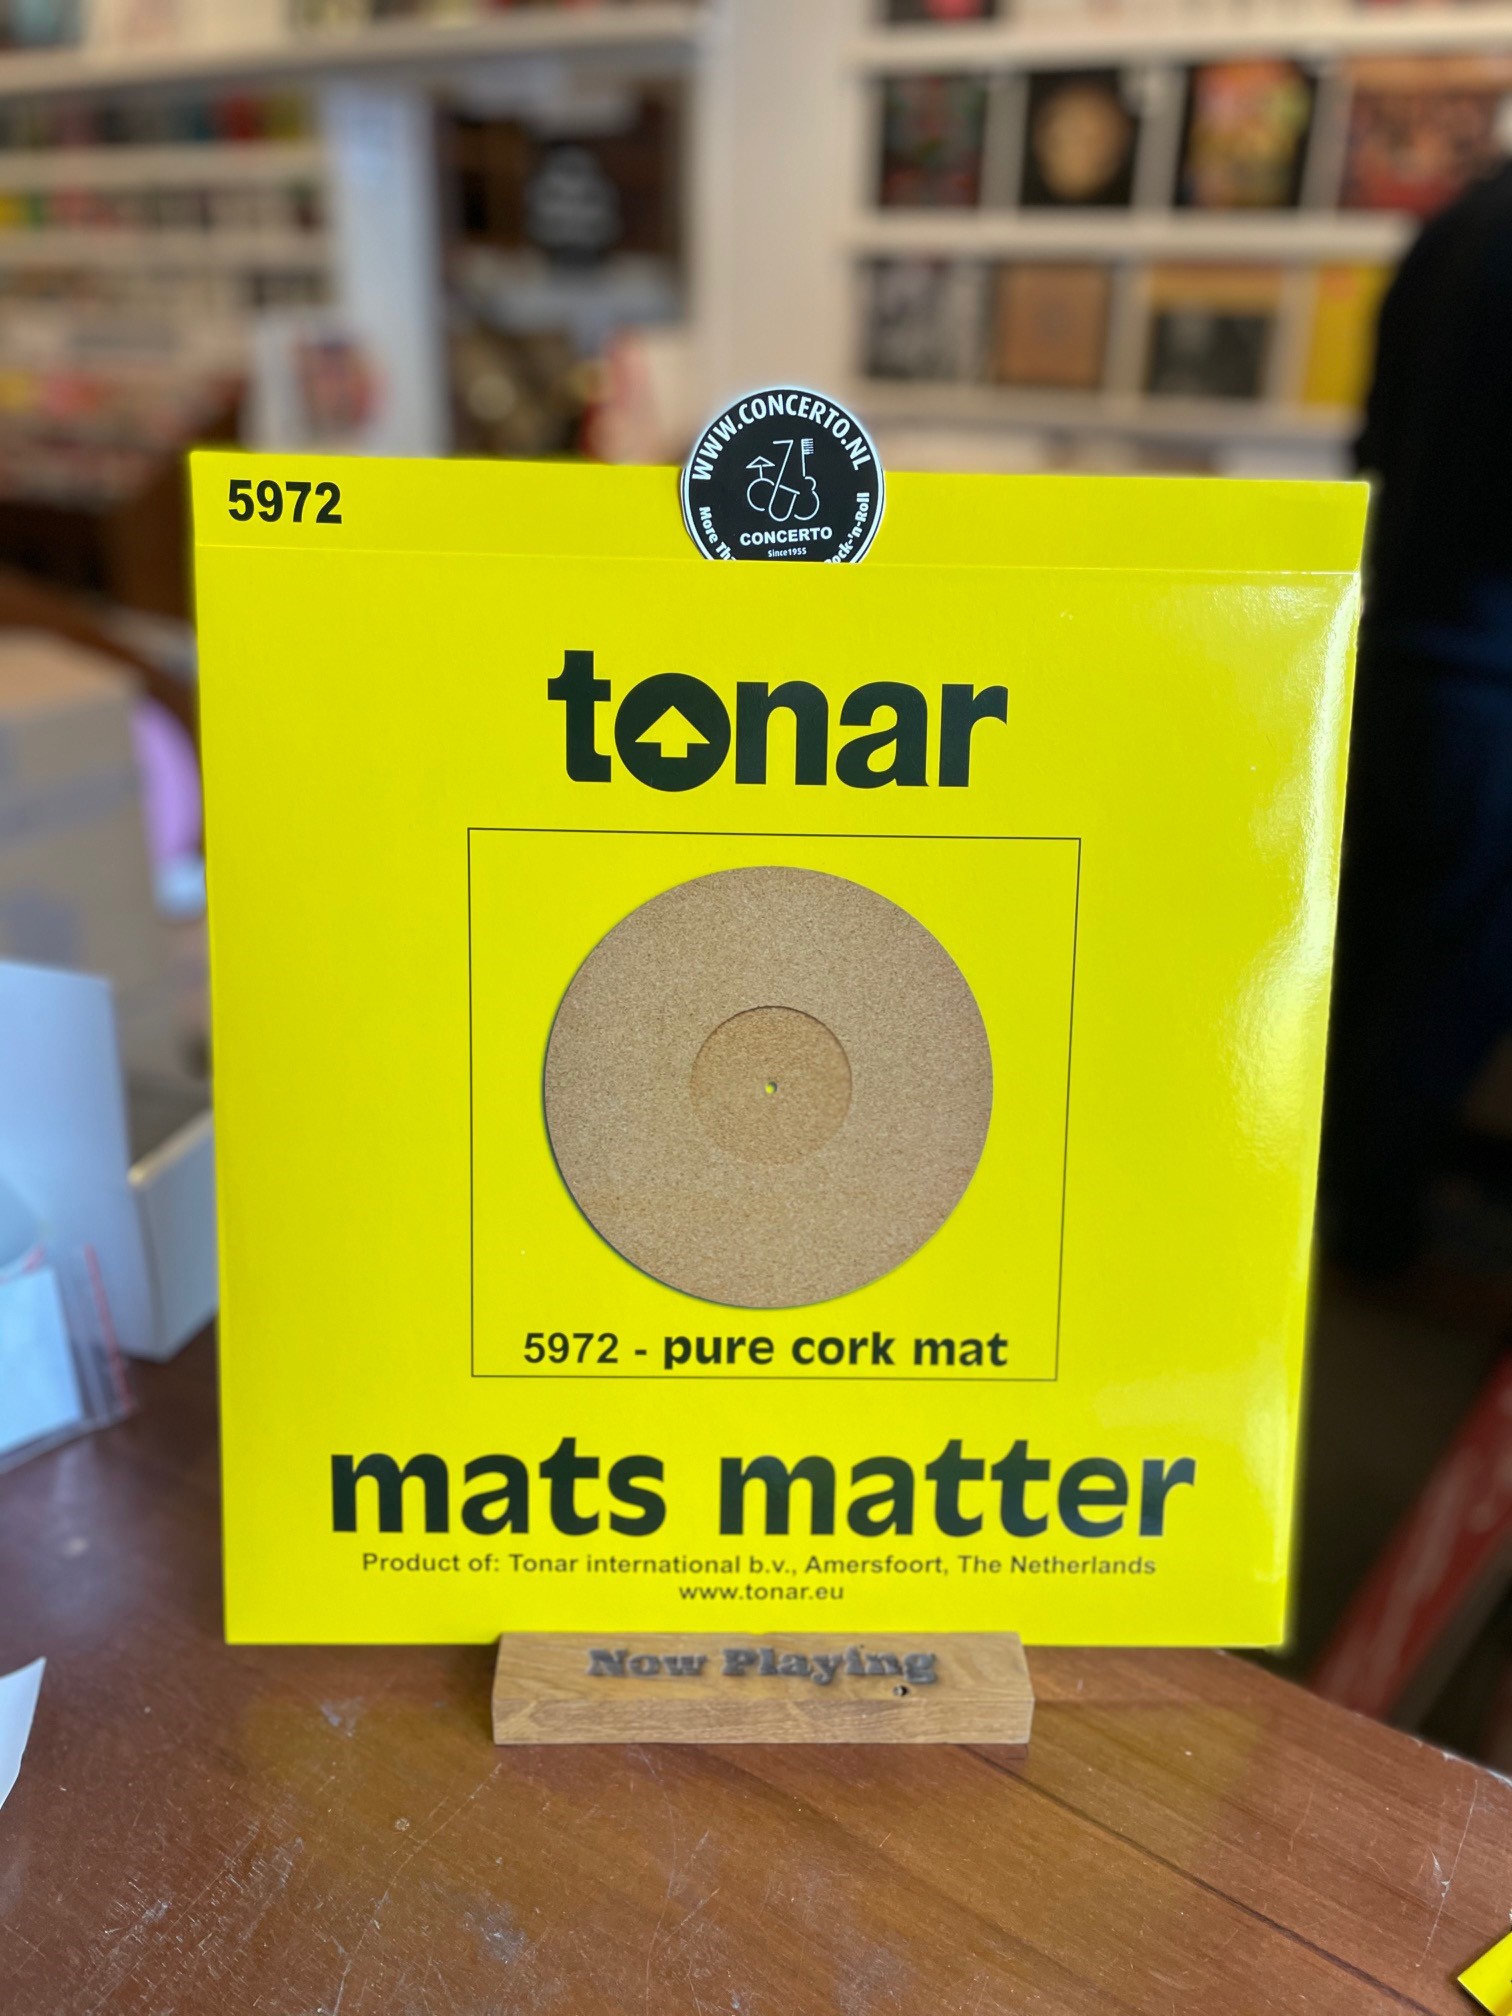 WWW.CONCERTO.NL
CONCERTO
Since1955
More
5972
tonar
5972 - pure cork mat
mats matter
Product of: Tonar international b.v., Amersfoort, The Netherlands
www.tonar.eu
Now Playing